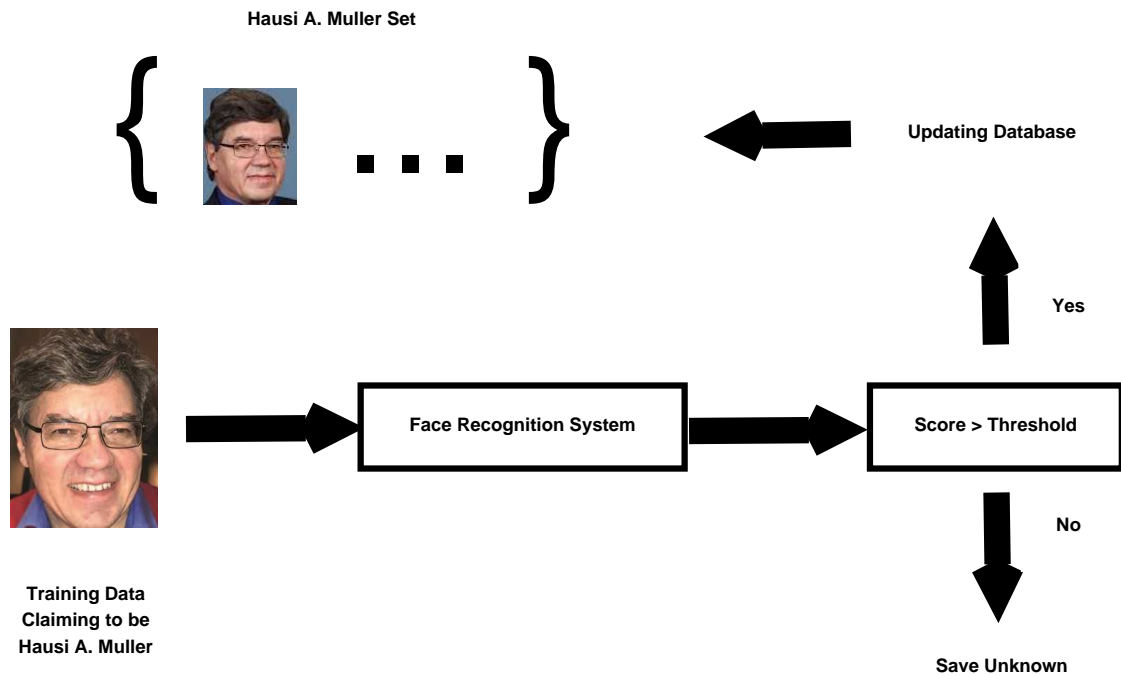 Hausi A. Muller Set
Updating Database
Yes
Face Recognition System
Score > Threshold
No
Training Data
Claiming to be
Hausi A. Muller
Save Unknown